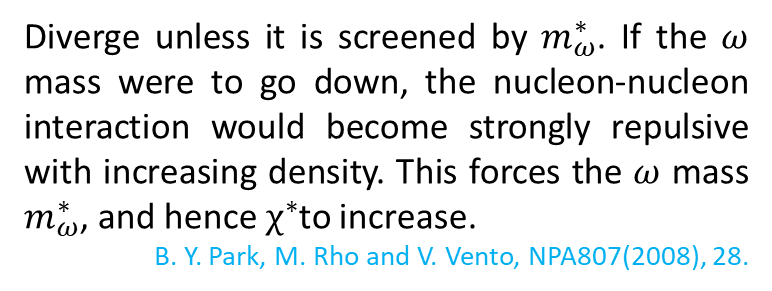 Diverge unless it is screened by $m_\omega^*$. If the $\omega$
mass were to go down, the nucleon-nucleon
interaction would become strongly repulsive
with increasing density. This forces the $\omega$ mass
$m_\omega^*$, and hence $\chi^*$to increase.
B. Y. Park, M. Rho and V. Vento, NPA807(2008), 28.